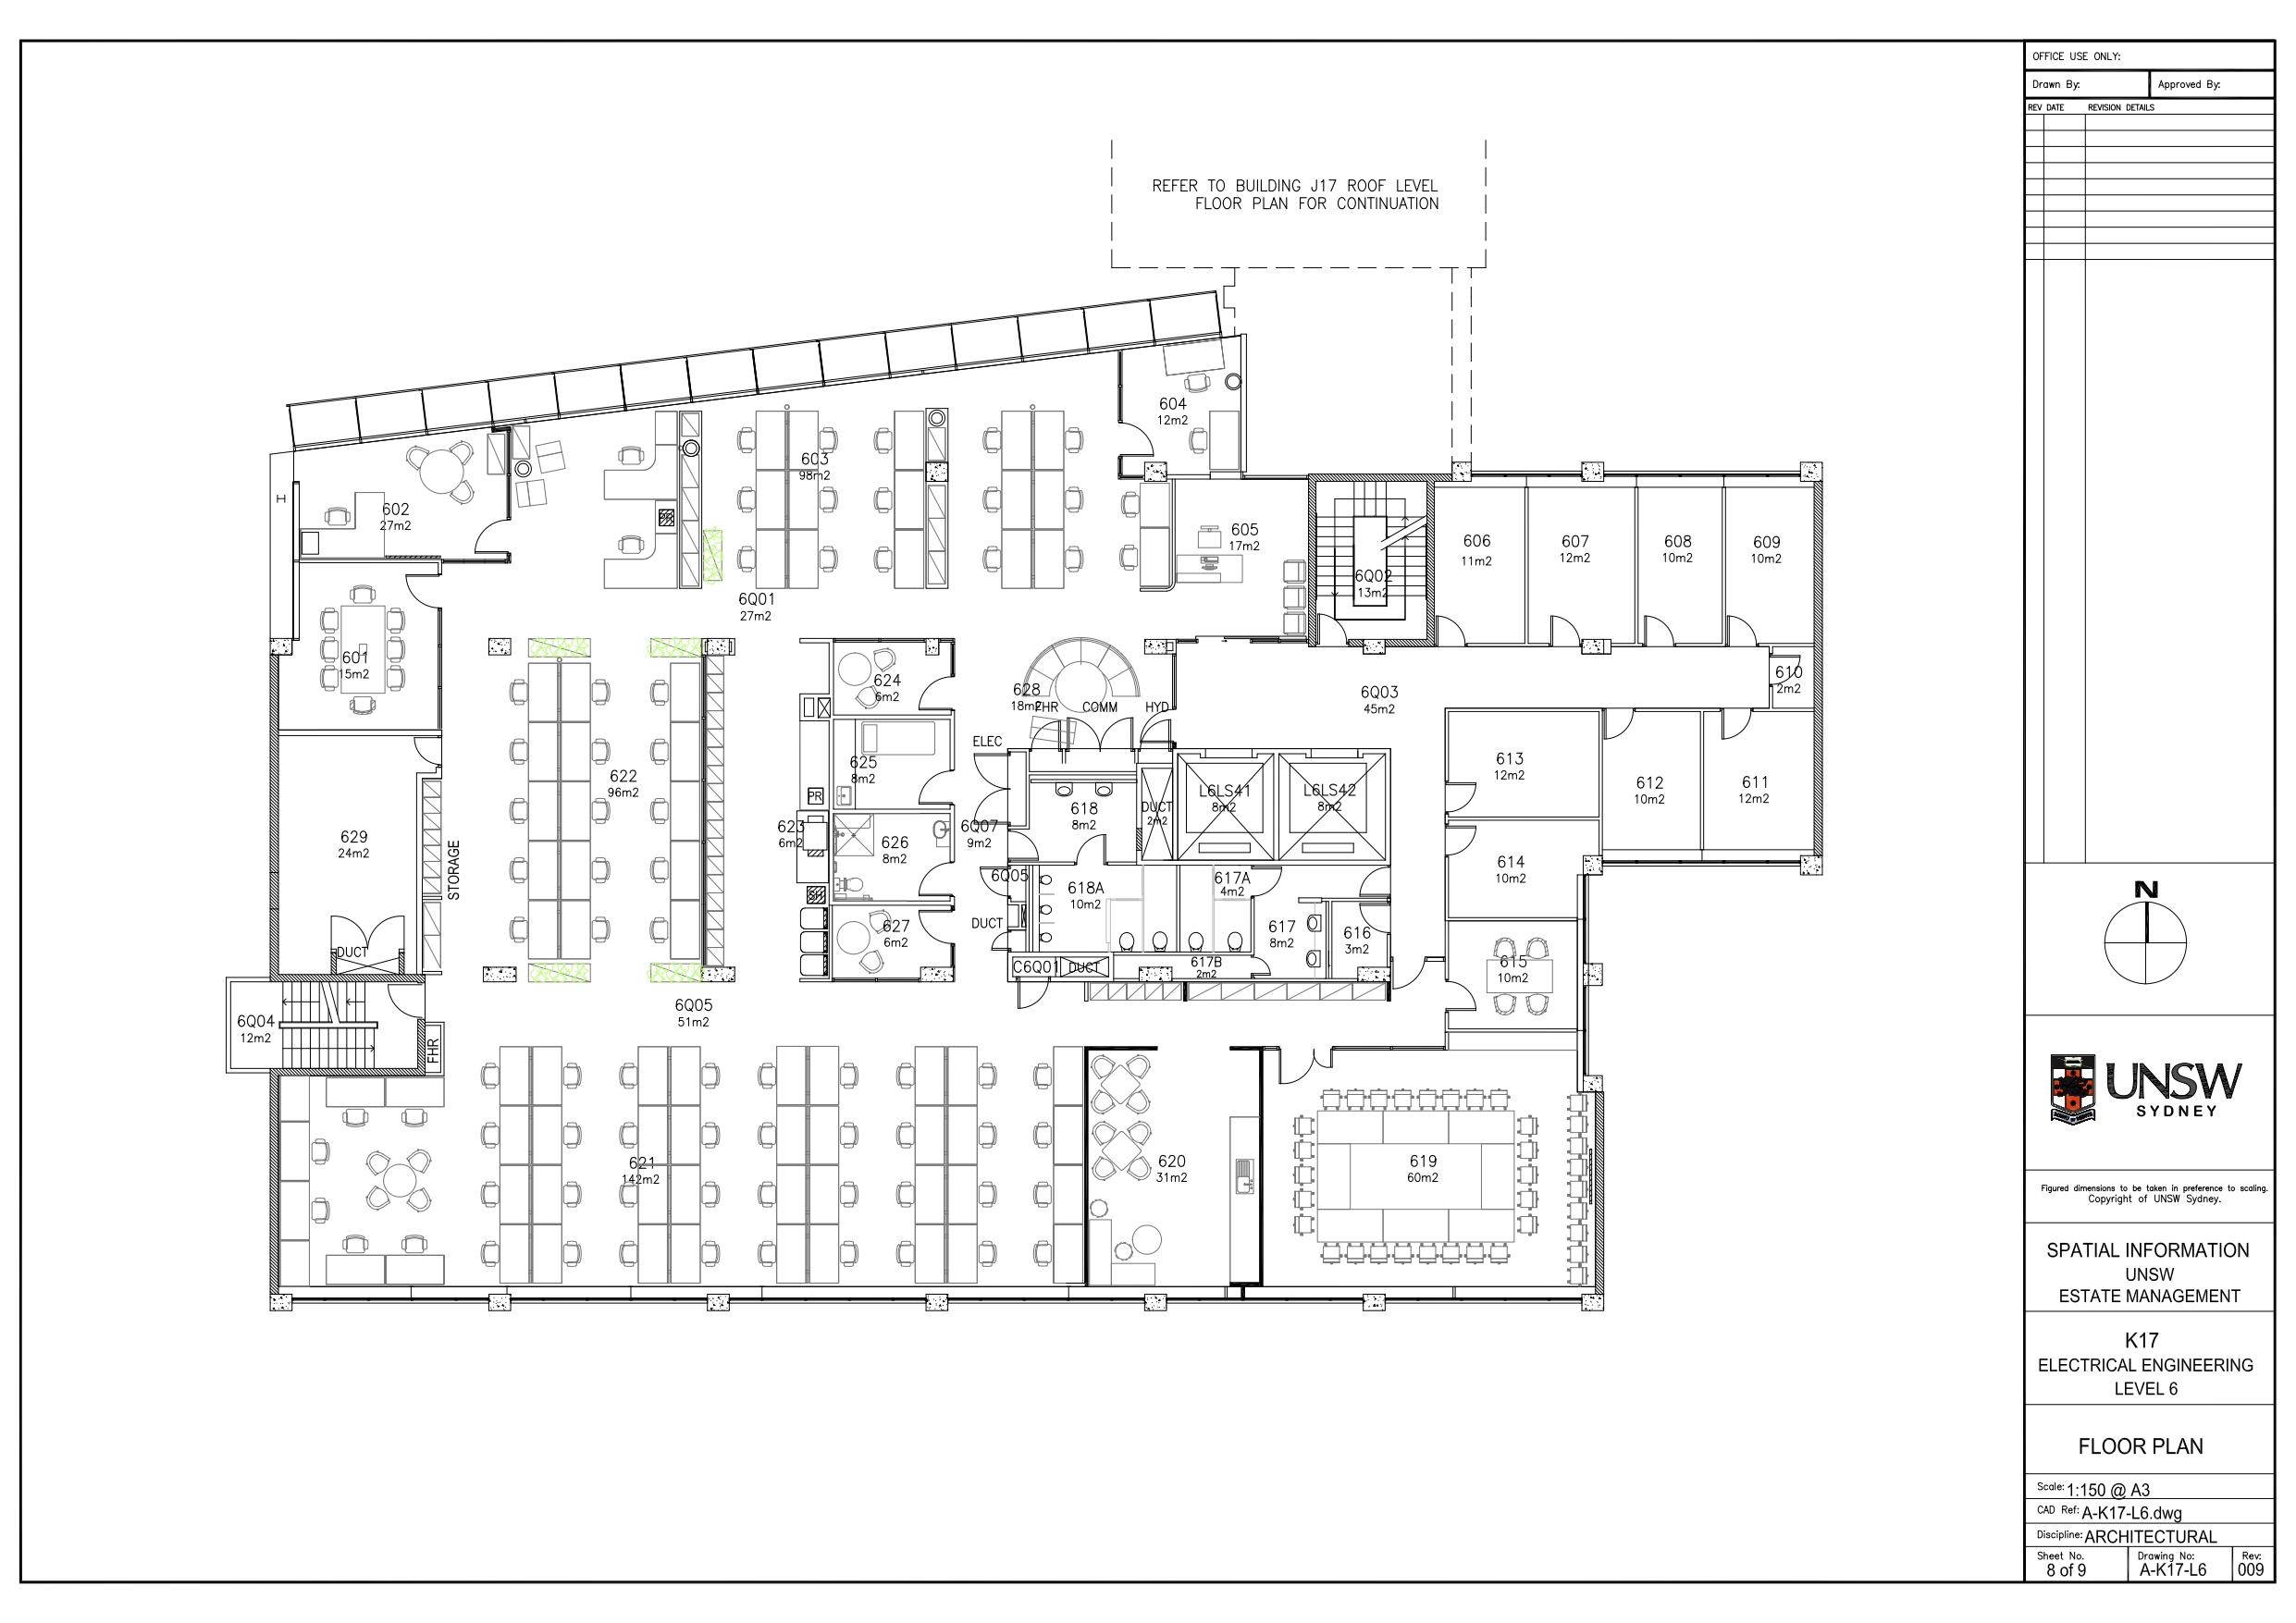 REFER TO BUILDING J17 ROOF LEVEL
FLOOR PLAN FOR CONTINUATION
604
12m2
603
98m2
602
27m2
PR
605
17m2
606
11m2
607
12m2
608
10m2
609
10m2
6Q02
13m2
6Q01
27m2
601
15m2
624
6m2
628
18m2
FHR
COMM
HYD
6Q03
45m2
610
2m2
ELEC
622
96m2
625
8m2
PR
613
12m2
612
10m2
611
12m2
L6LS41
8m2
L6LS42
8m2
DUCT
2m2
618
8m2
623
6m2
6Q07
9m2
626
8m2
629
24m2
STORAGE
614
10m2
6Q05
618A
10m2
617A
4m2
SH
DUCT
627
6m2
617
8m2
616
3m2
DUCT
C6Q01
DUCT
617B
2m2
615
10m2
6Q04
12m2
6Q05
51m2
FHR
621
142m2
620
31m2
619
60m2
OFFICE USE ONLY:
Drawn By:
Approved By:
REV DATE
REVISION DETAILS
N
UNSW
SYDNEY
Figured dimensions to be taken in preference to scaling.
Copyright of UNSW Sydney.
SPATIAL INFORMATION
UNSW
ESTATE MANAGEMENT
K17
ELECTRICAL ENGINEERING
LEVEL 6
FLOOR PLAN
Scale: 1:150 @ A3
CAD Ref: A-K17-L6.dwg
Discipline: ARCHITECTURAL
Sheet No.
8 of 9
Drawing No:
A-K17-L6
Rev:
009